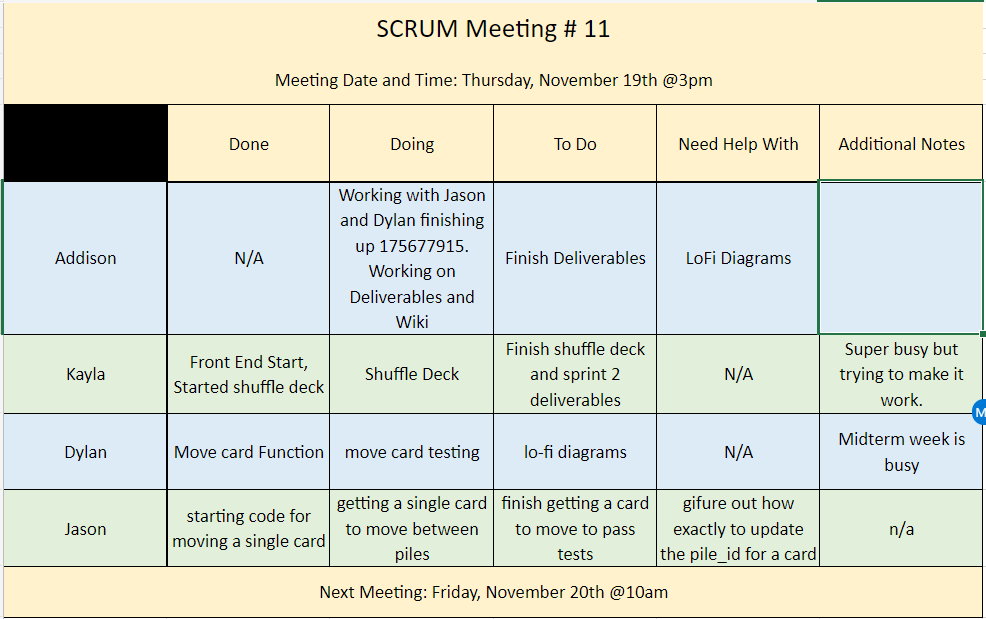 SCRUM Meeting # 11
Meeting Date and Time: Thursday, November 19th @3pm
Done
Doing
To Do
Need Help With
Additional Notes
Addison
N/A
Working with Jason
and Dylan finishing
up 175677915.
Working on
Deliverables and
Wiki
Finish Deliverables
LoFi Diagrams
Kayla
Front End Start,
Started shuffle deck
Shuffle Deck
Finish shuffle deck
and sprint 2
deliverables
N/A
Super busy but
trying to make it
work.
M
Dylan
Move card Function
move card testing
lo-fi diagrams
N/A
Midterm week is
busy
Jason
starting code for
moving a single card
getting a single card
to move between
piles
finish getting a card
to move to pass
tests
gifure out how
exactly to update
the pile_id for a card
n/a
Next Meeting: Friday, November 20th @10am